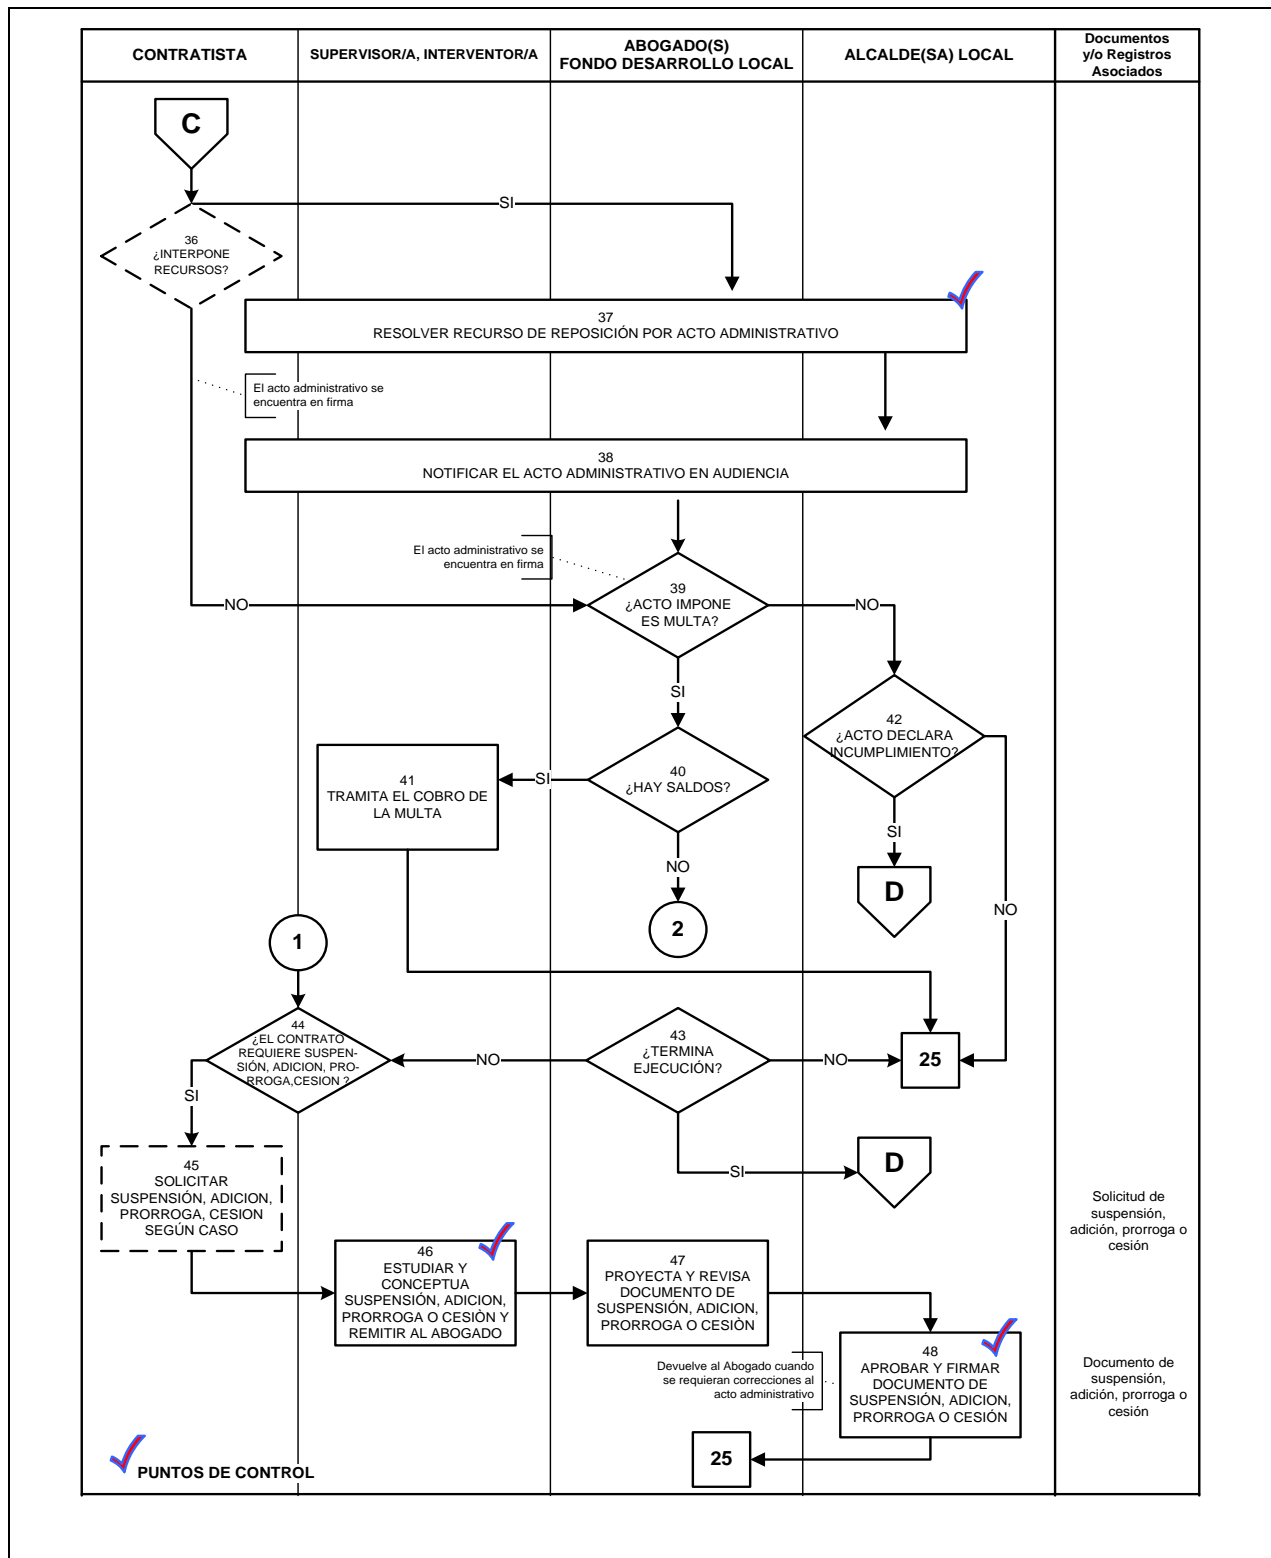 CONTRATISTA
SUPERVISOR/A, INTERVENTOR/A
ABOGADO(S)
FONDO DESARROLLO LOCAL
ALCALDE(SA) LOCAL
Documentos
y/o Registros
Asociados
C
SI
36
¿INTERPONE
RECURSOS?
37
RESOLVER RECURSO DE REPOSICIÓN POR ACTO ADMINISTRATIVO
El acto administrativo se
encuentra en firma
38
NOTIFICAR EL ACTO ADMINISTRATIVO EN AUDIENCIA
El acto administrativo se
encuentra en firma
39
¿ACTO IMPONE
ES MULTA?
NO
NO
SI
42
¿ACTO DECLARA
INCUMPLIMIENTO?
40
¿HAY SALDOS?
SI
41
TRAMITA EL COBRO DE
LA MULTA
SI
NO
D
NO
1
2
44
¿EL CONTRATO
REQUIERE SUSPEN-
SIÓN, ADICION, PRO-
RROGA,CESION ?
NO
43
¿TERMINA
EJECUCIÓN?
NO
25
SI
SI
D
45
SOLICITAR
SUSPENSIÓN, ADICION,
PRORROGA, CESION
SEGÚN CASO
Solicitud de
suspensión,
adición, prorroga o
cesión
46
ESTUDIAR Y
CONCEPTUA
SUSPENSIÓN, ADICION,
PRORROGA O CESIÒN Y
REMITIR AL ABOGADO
47
PROYECTA Y REVISA
DOCUMENTO DE
SUSPENSIÓN, ADICION,
PRORROGA O CESIÒN
Devuelve al Abogado cuando
se requieran correcciones al
acto administrativo
48
APROBAR Y FIRMAR
DOCUMENTO DE
SUSPENSIÓN, ADICION,
PRORROGA O CESIÓN
Documento de
suspensión,
adición, prorroga o
cesión
25
PUNTOS DE CONTROL